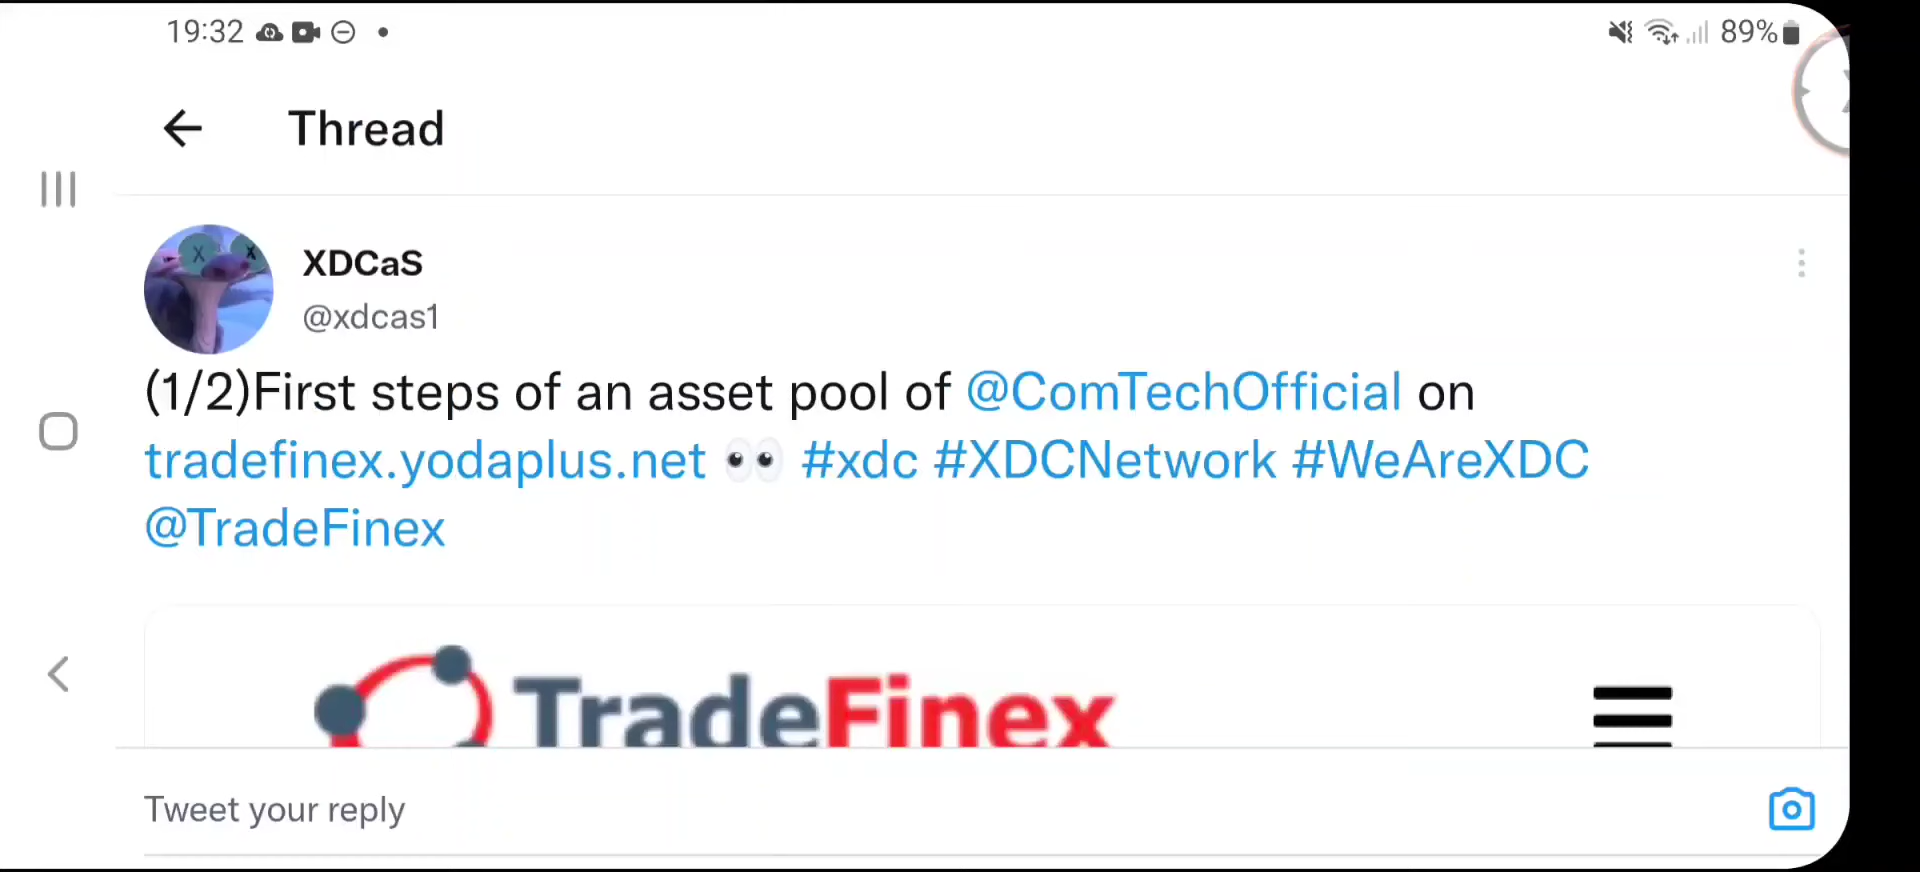 19:32
89%
Thread
XDCaS
@xdcas1
(1/2)First steps of an asset pool of @ComTechOfficial on
tradefinex.yodaplus.net 👀 #xdc #XDCNetwork #WeAreXDC
@TradeFinex
TradeFinex
Tweet your reply